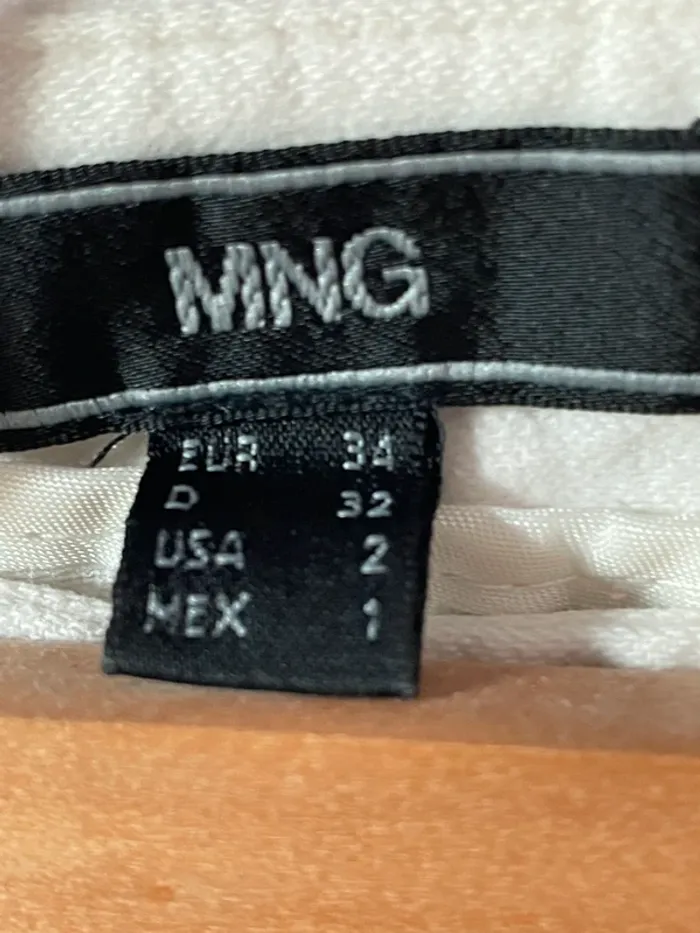 MNG
EUR 34
D 32
USA 2
MEX 1